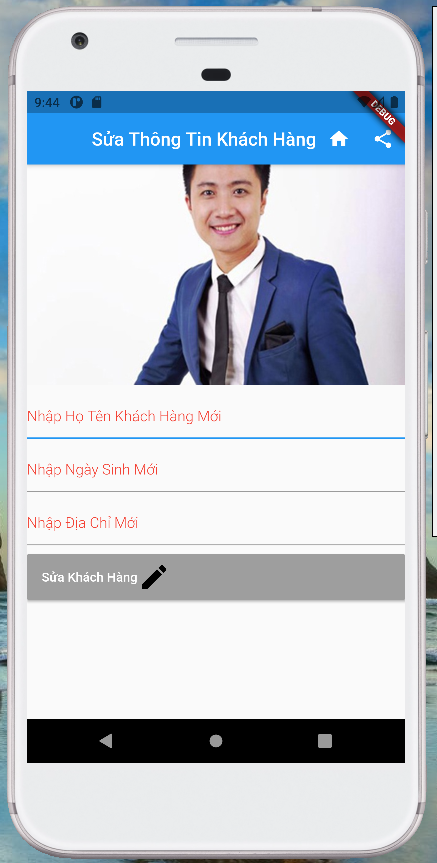 9:44
DEBUG
Sửa Thông Tin Khách Hàng
Nhập Họ Tên Khách Hàng Mới
Nhập Ngày Sinh Mới
Nhập Địa Chỉ Mới
Sửa Khách Hàng